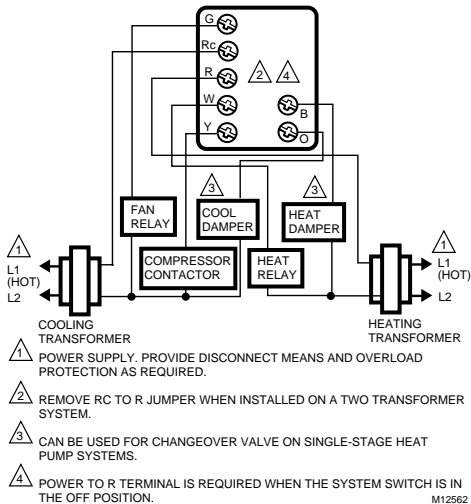 G
Rc
R
2 4
W
B
Y
O
3 3
FAN
RELAY
COOL
DAMPER
HEAT
DAMPER
1
L1
(HOT)
L2
COMPRESSOR
CONTACTOR
HEAT
RELAY
1
L1
(HOT)
L2
COOLING
TRANSFORMER
HEATING
TRANSFORMER
1 POWER SUPPLY. PROVIDE DISCONNECT MEANS AND OVERLOAD
PROTECTION AS REQUIRED.
2 REMOVE RC TO R JUMPER WHEN INSTALLED ON A TWO TRANSFORMER
SYSTEM.
3 CAN BE USED FOR CHANGEOVER VALVE ON SINGLE-STAGE HEAT
PUMP SYSTEMS.
4 POWER TO R TERMINAL IS REQUIRED WHEN THE SYSTEM SWITCH IS IN
THE OFF POSITION.
M12562